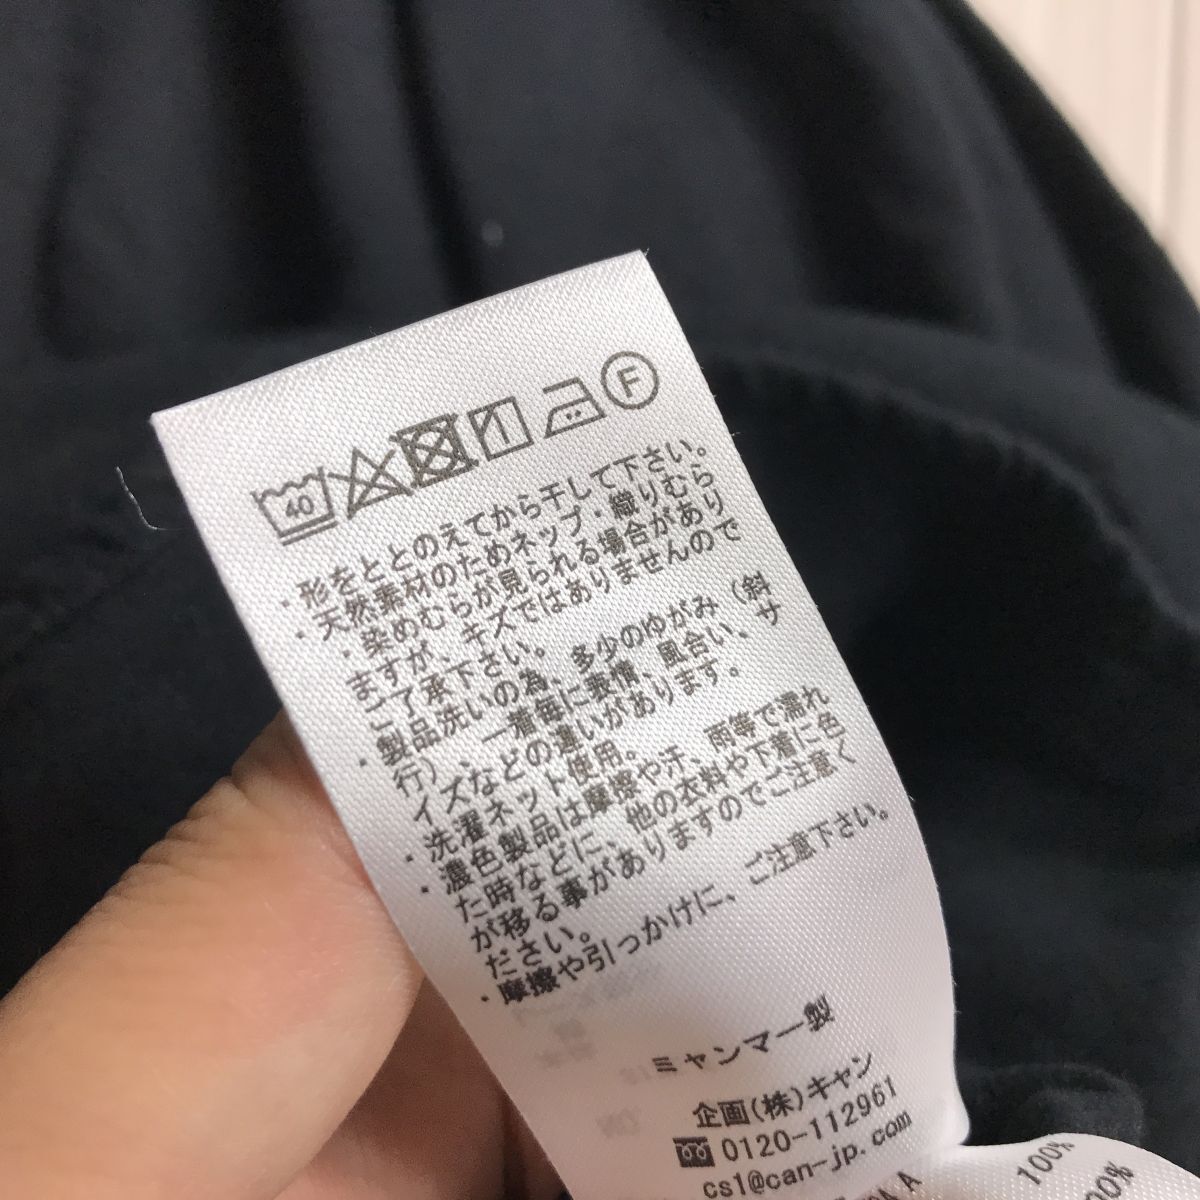 40
F
・形をととのえてから干して下さい。
・天然素材のためネップ・織りむら
・染めむらが見られる場合があり
ますが、キズではありませんので
ご了承下さい。
・製品洗いの為、多少のゆがみ(斜
行)、一着毎に表情、風合い、サ
イズなどの違いがあります。
・洗濯ネット使用。
・濃色製品は摩擦や汗、雨等で濡れ
た時などに、他の衣料や下着に色
が移る事がありますのでご注意く
ださい。
・摩擦や引っかけに、ご注意下さい。
ミャンマー製
企画(株)キャン
0120-112961
cs1@can-jp.com
100%